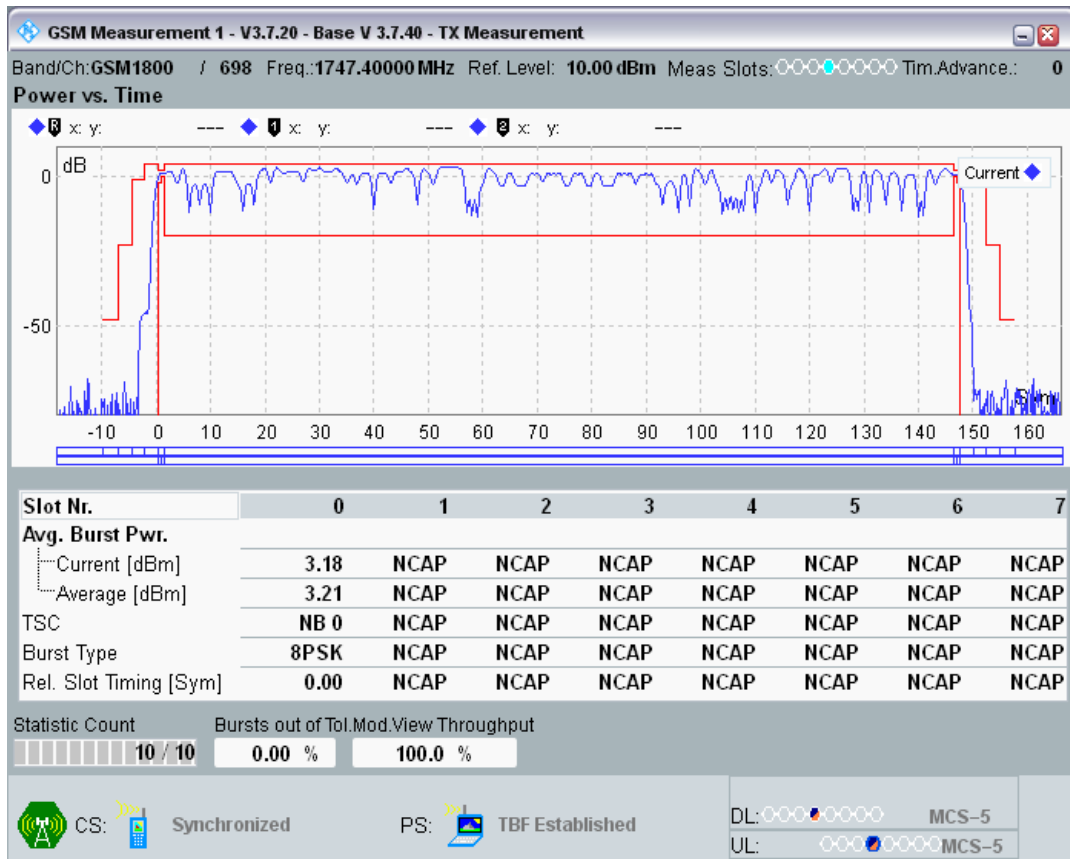 GSM Measurement 1 - V3.7.20 - Base V 3.7.40 - TX Measurement
Band/Ch:GSM1800 / 698 Freq.:1747.40000 MHz Ref. Level: 10.00 dBm Meas Slots: Tim.Advance.: 0
Power vs. Time
R x: y: --- 1 x: y: --- 2 x: y: ---
dB
Current
0
-50
Sym
-10 0 10 20 30 40 50 60 70 80 90 100 110 120 130 140 150 160
Slot Nr. 0 1 2 3 4 5 6 7
Avg. Burst Pwr.
Current [dBm] 3.18 NCAP NCAP NCAP NCAP NCAP NCAP NCAP
Average [dBm] 3.21 NCAP NCAP NCAP NCAP NCAP NCAP NCAP
TSC NB 0 NCAP NCAP NCAP NCAP NCAP NCAP NCAP
Burst Type 8PSK NCAP NCAP NCAP NCAP NCAP NCAP NCAP
Rel. Slot Timing [Sym] 0.00 NCAP NCAP NCAP NCAP NCAP NCAP NCAP
Statistic Count Bursts out of Tol. Mod.View Throughput
10 / 10 0.00 % 100.0 %
CS: Synchronized PS: TBF Established DL: MCS-5
UL: MCS-5